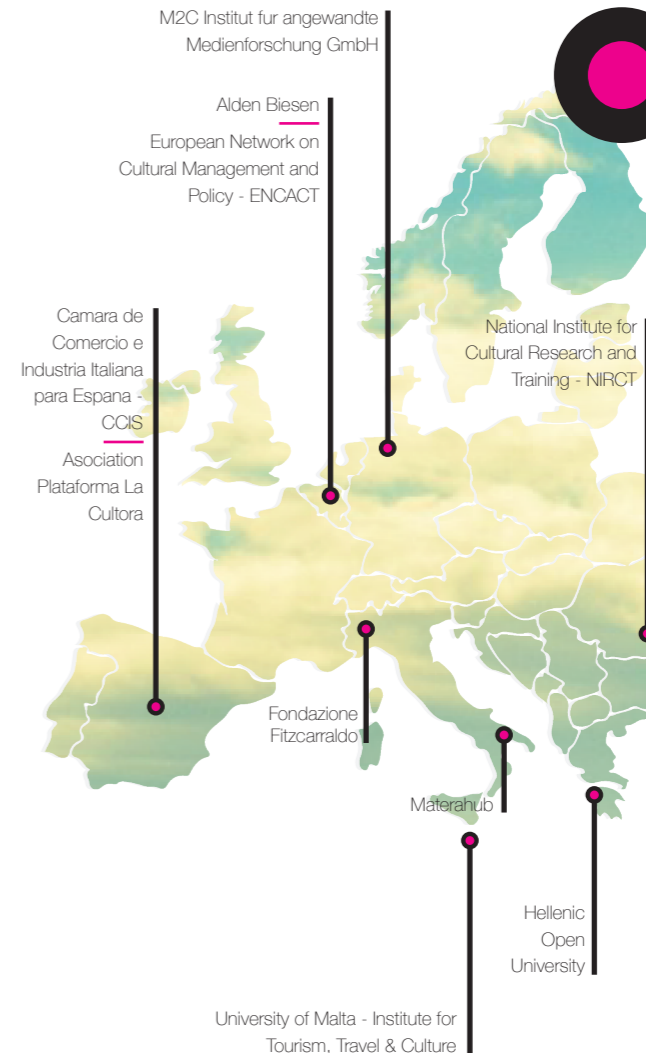 M2C Institut fur angewandte
Medienforschung GmbH
Alden Biesen
European Network on
Cultural Management and
Policy - ENCACT
Camara de
Comercio e
Industria Italiana
para Espana -
CCIS
Asociation
Plataforma La
Cultora
National Institute for
Cultural Research and
Training - NIRCT
Fondazione
Fitzcarraldo
Materahub
Hellenic
Open
University
University of Malta - Institute for
Tourism, Travel & Culture